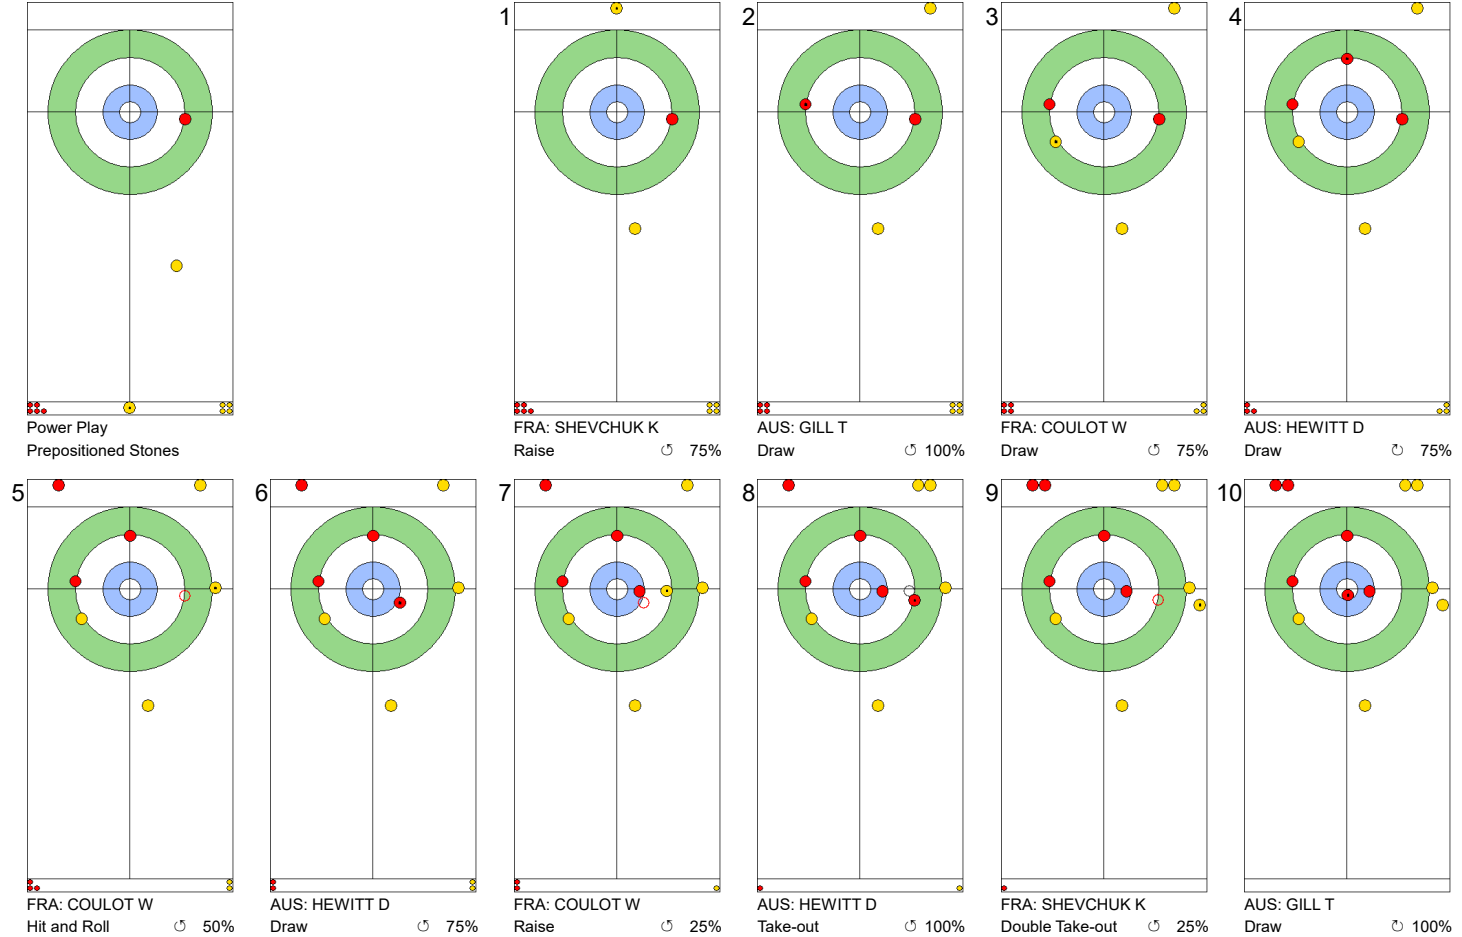 1
2
3
4
Power Play
Prepositioned Stones
FRA: SHEVCHUK K
Raise 75%
AUS: GILL T
Draw 100%
FRA: COULOT W
Draw 75%
AUS: HEWITT D
Draw 75%
5
6
7
8
9
10
FRA: COULOT W
Hit and Roll 50%
AUS: HEWITT D
Draw 75%
FRA: COULOT W
Raise 25%
AUS: HEWITT D
Take-out 100%
FRA: SHEVCHUK K
Double Take-out 25%
AUS: GILL T
Draw 100%